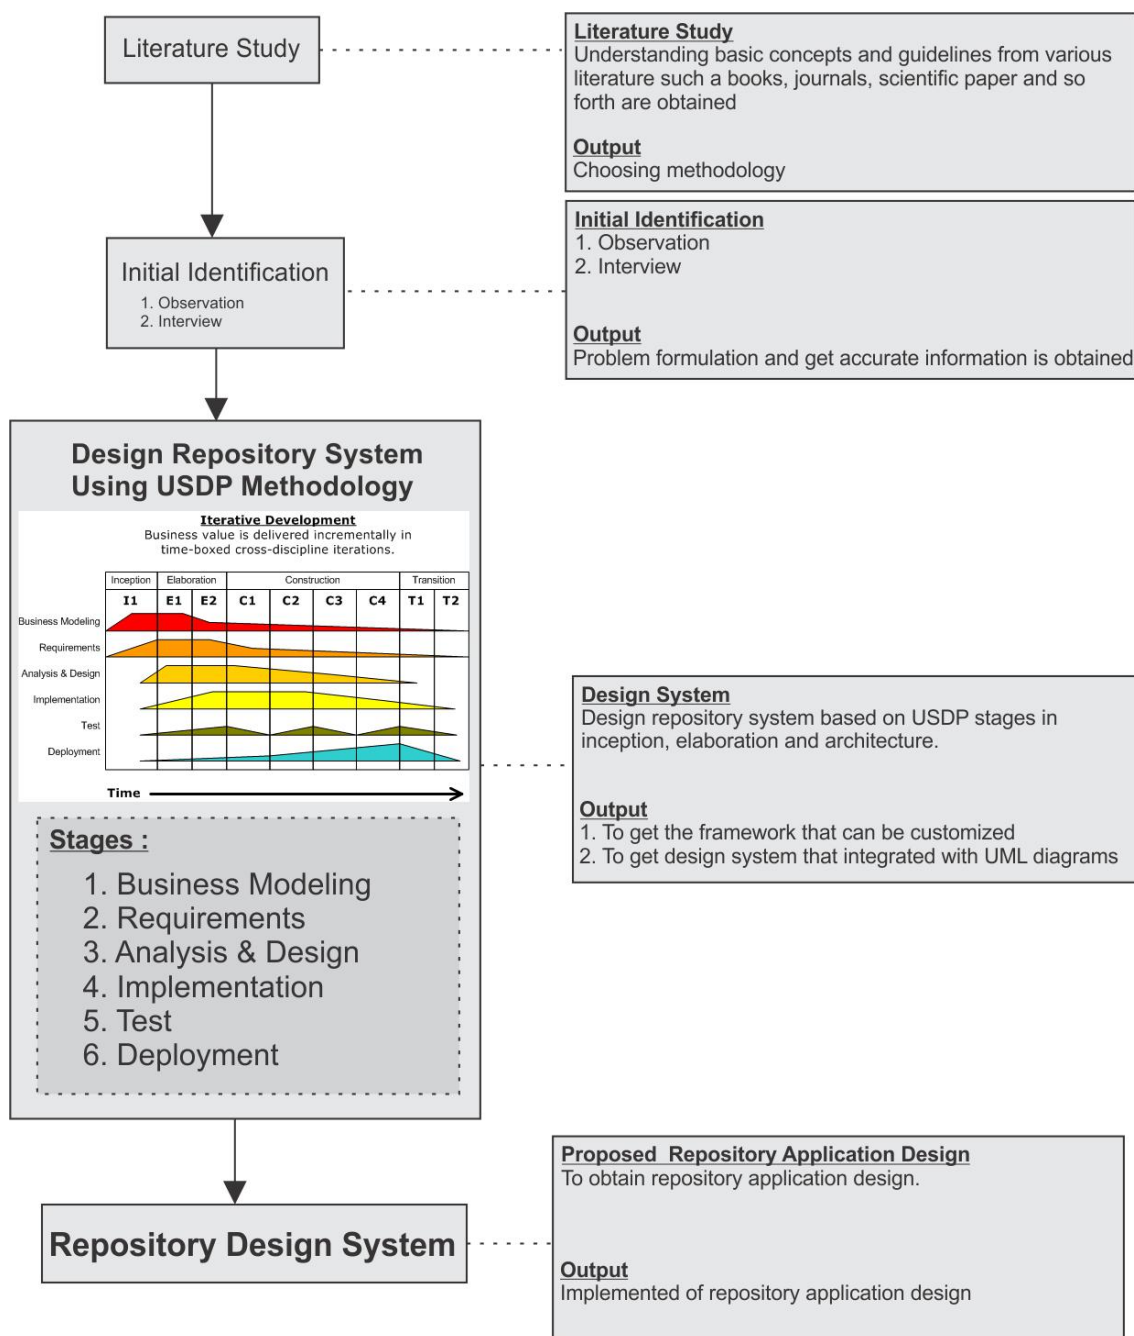 Literature Study
Literature Study
Understanding basic concepts and guidelines from various
literature such a books, journals, scientific paper and so
forth are obtained
Output
Choosing methodology
Initial Identification
1. Observation
2. Interview
Initial Identification
1. Observation
2. Interview
Output
Problem formulation and get accurate information is obtained
Design Repository System
Using USDP Methodology
Iterative Development
Business value is delivered incrementally in
time-boxed cross-discipline iterations.
Inception Elaboration Construction Transition
I1 E1 E2 C1 C2 C3 C4 T1 T2
Business Modeling
Requirements
Analysis & Design
Implementation
Test
Deployment
Time
Design System
Design repository system based on USDP stages in
inception, elaboration and architecture.
Output
1. To get the framework that can be customized
2. To get design system that integrated with UML diagrams
Stages :
1. Business Modeling
2. Requirements
3. Analysis & Design
4. Implementation
5. Test
6. Deployment
Repository Design System
Proposed Repository Application Design
To obtain repository application design.
Output
Implemented of repository application design